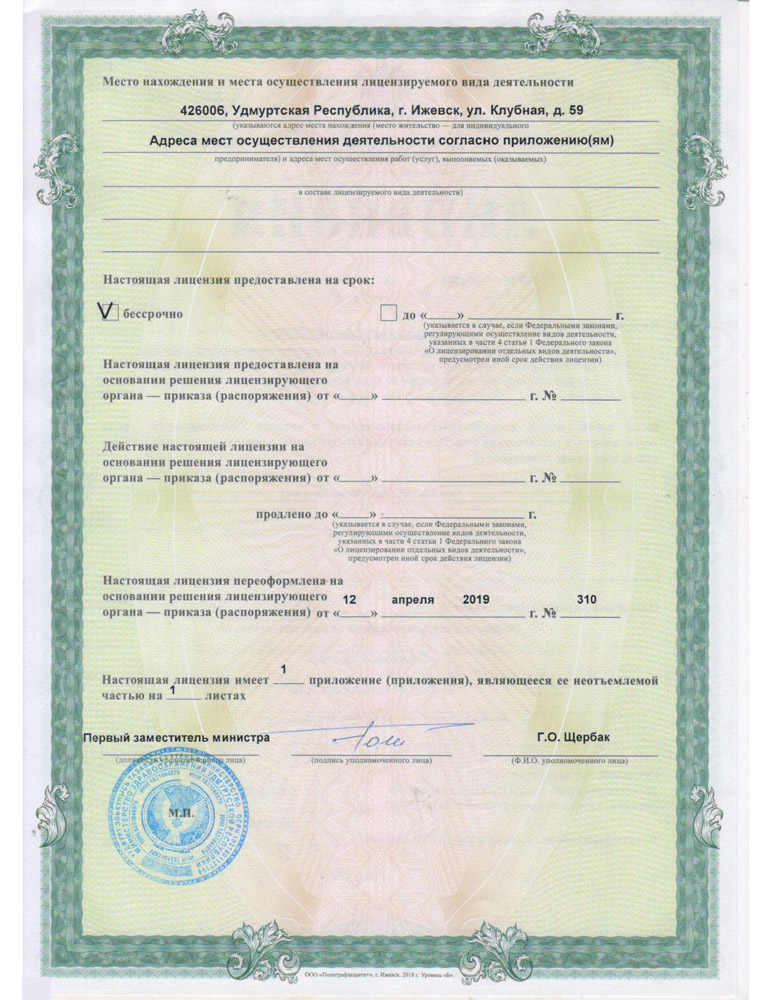 Место нахождения и места осуществления лицензируемого вида деятельности
426006, Удмуртская Республика, г. Ижевск, ул. Клубная, д. 59
(указываются адрес места нахождения (место жительство — для индивидуального
Адреса мест осуществления деятельности согласно приложению(ям)
предпринимателя) и адреса мест осуществления работ (услуг), выполняемых (оказываемых)
в составе лицензируемого вида деятельности)
Настоящая лицензия предоставлена на срок:
V бессрочно
до «____» ____________ г.
(указывается в случае, если Федеральными законами,
регулирующими осуществление видов деятельности,
указанных в части 4 статьи 1 Федерального закона
«О лицензировании отдельных видов деятельности»,
предусмотрен иной срок действия лицензии)
Настоящая лицензия предоставлена на
основании решения лицензирующего
органа — приказа (распоряжения) от «____» ____________ г. № ______
Действие настоящей лицензии на
основании решения лицензирующего
органа — приказа (распоряжения) от «____» ____________ г. № ______
продлено до «____» ____________ г.
(указывается в случае, если Федеральными законами,
регулирующими осуществление видов деятельности,
указанных в части 4 статьи 1 Федерального закона
«О лицензировании отдельных видов деятельности»,
предусмотрен иной срок действия лицензии)
Настоящая лицензия переоформлена на
основании решения лицензирующего
органа — приказа (распоряжения) от «12» апреля 2019 г. № 310
Настоящая лицензия имеет 1 приложение (приложения), являющееся ее неотъемлемой
частью на 1 листах
Первый заместитель министра
Г.О. Щербак
(должность уполномоченного лица)
(подпись уполномоченного лица)
(Ф.И.О. уполномоченного лица)
МИНИСТЕРСТВО ЗДРАВООХРАНЕНИЯ УДМУРТСКОЙ РЕСПУБЛИКИ
М.П.
ООО «Полиграфзащита+», г. Ижевск. 2018 г. Уровень «Б».